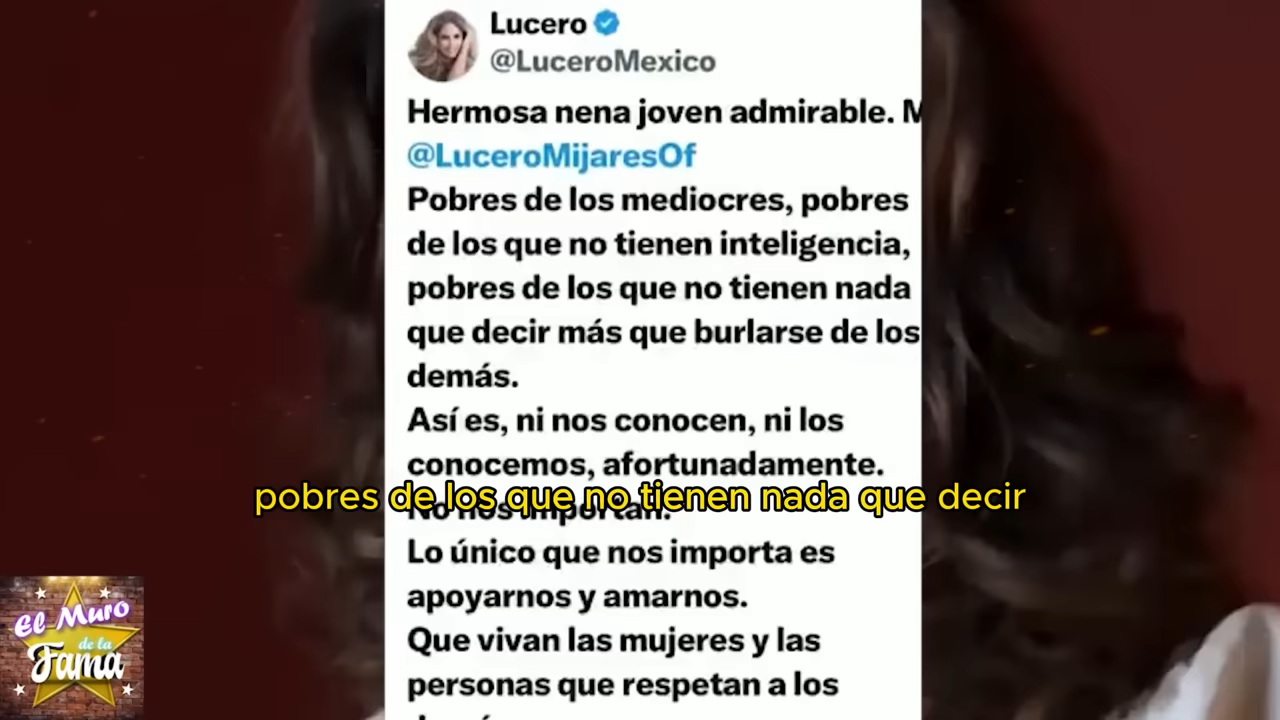 Lucero
@LuceroMexico
Hermosa nena joven admirable.
@LuceroMijaresOf
Pobres de los mediocres, pobres
de los que no tienen inteligencia,
pobres de los que no tienen nada
que decir más que burlarse de los
demás.
Así es, ni nos conocen, ni los
conocemos, afortunadamente.
No nos importan.
pobres de los que no tienen nada que decir
Lo único que nos importa es
apoyarnos y amarnos.
Que vivan las mujeres y las
personas que respetan a los
El Muro
de la
Fama